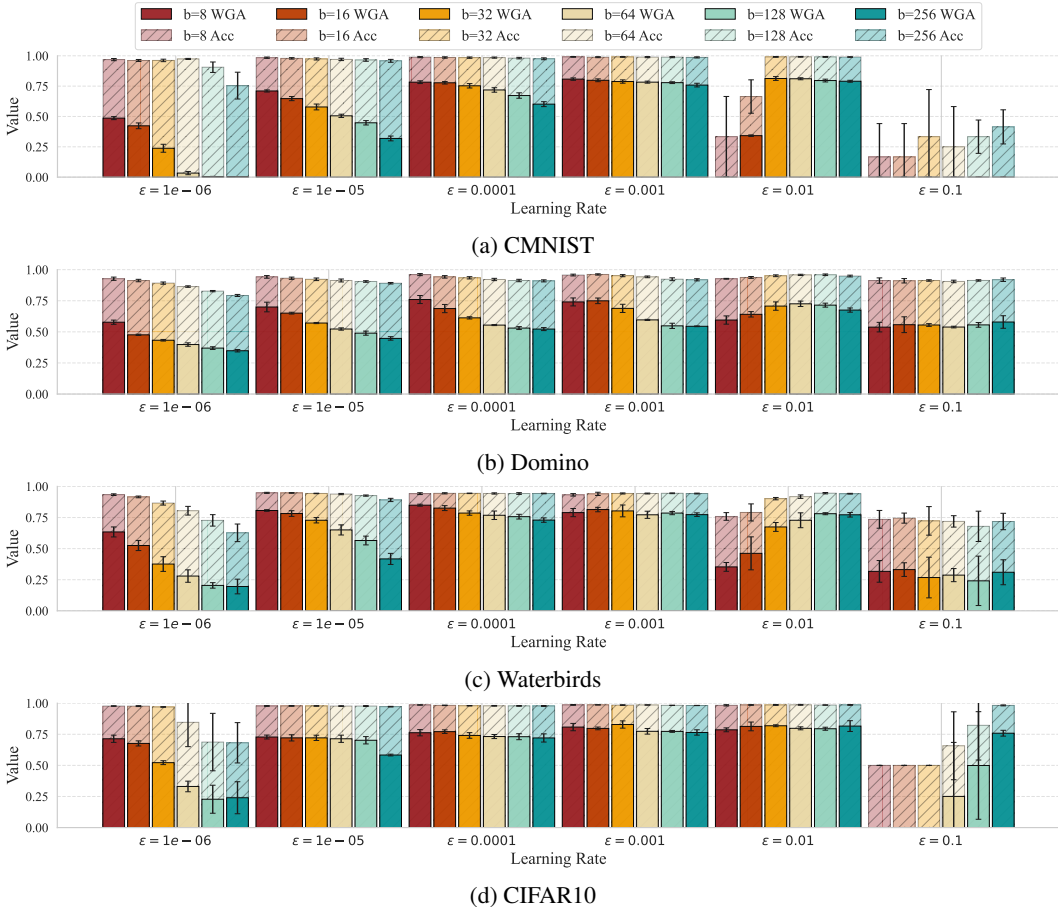 b=8 WGA b=16 WGA b=32 WGA b=64 WGA b=128 WGA b=256 WGA
b=8 Acc b=16 Acc b=32 Acc b=64 Acc b=128 Acc b=256 Acc
1.00
0.75
0.50
0.25
0.00
Value
ε = 1e−06 ε = 1e−05 ε = 0.0001 ε = 0.001 ε = 0.01 ε = 0.1
Learning Rate
(a) CMNIST
1.00
0.75
0.50
0.25
0.00
Value
ε = 1e−06 ε = 1e−05 ε = 0.0001 ε = 0.001 ε = 0.01 ε = 0.1
Learning Rate
(b) Domino
1.00
0.75
0.50
0.25
0.00
Value
ε = 1e−06 ε = 1e−05 ε = 0.0001 ε = 0.001 ε = 0.01 ε = 0.1
Learning Rate
(c) Waterbirds
1.00
0.75
0.50
0.25
0.00
Value
ε = 1e−06 ε = 1e−05 ε = 0.0001 ε = 0.001 ε = 0.01 ε = 0.1
Learning Rate
(d) CIFAR10